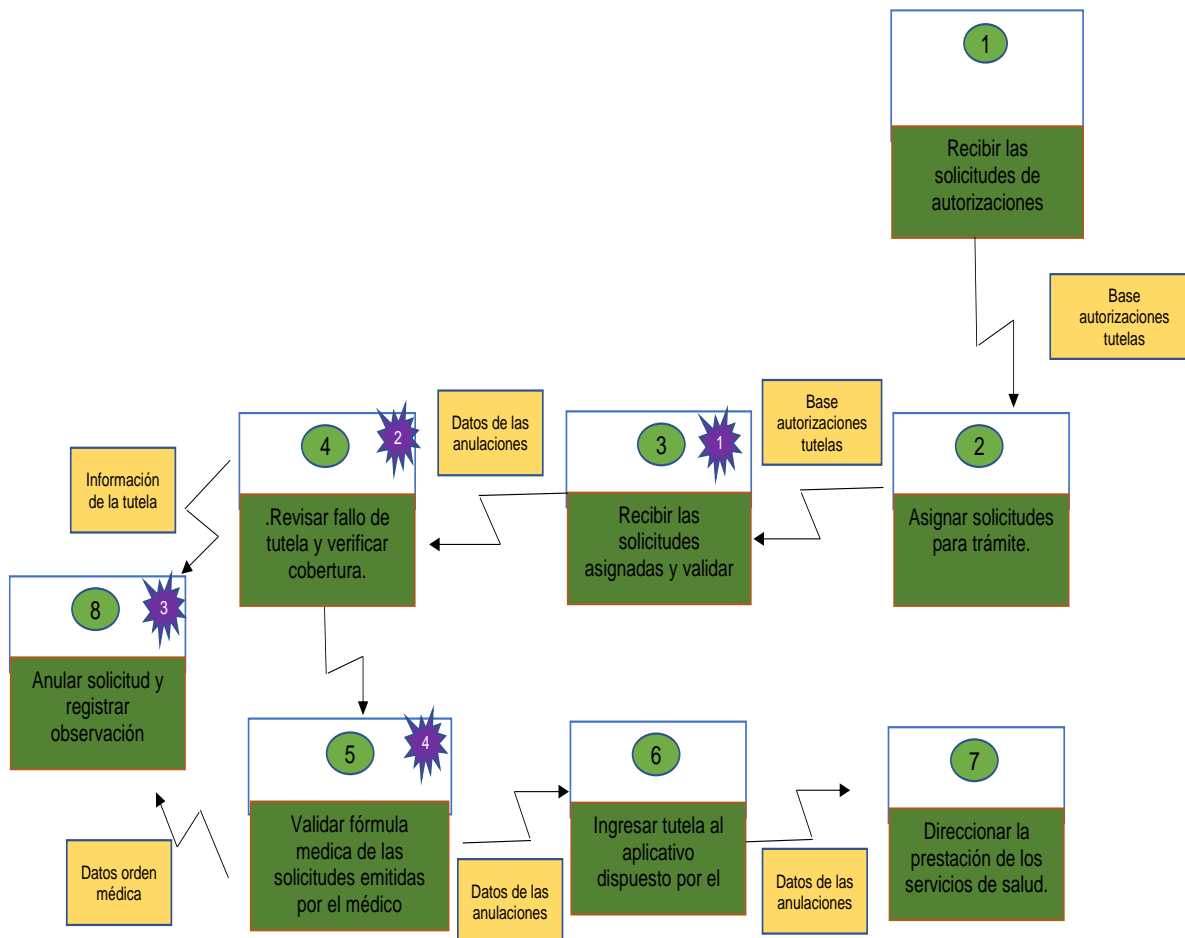 1
Recibir las
solicitudes de
autorizaciones
Base
autorizaciones
tutelas
2
Asignar solicitudes
para trámite.
Base
autorizaciones
tutelas
3
1
Recibir las
solicitudes
asignadas y validar
Datos de las
anulaciones
4
2
.Revisar fallo de
tutela y verificar
cobertura.
Información
de la tutela
8
3
Anular solicitud y
registrar
observación
5
4
Validar fórmula
medica de las
solicitudes emitidas
por el médico
Datos orden
médica
Datos de las
anulaciones
6
Ingresar tutela al
aplicativo
dispuesto por el
Datos de las
anulaciones
7
Direccionar la
prestación de los
servicios de salud.